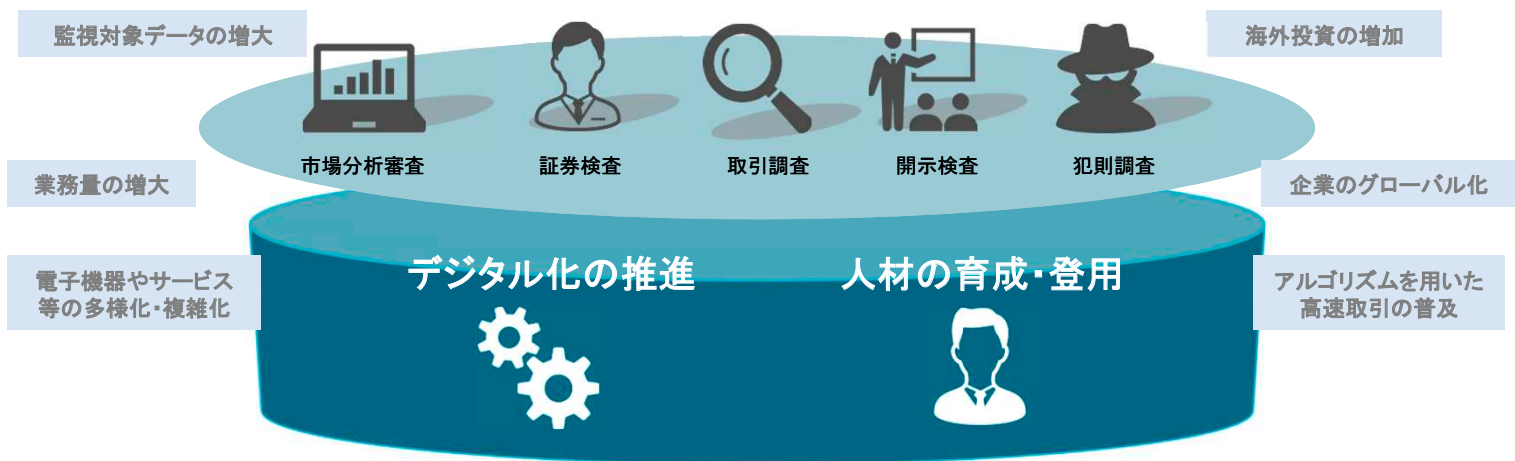 監視対象データの増大
海外投資の増加
市場分析審査
証券検査
取引調査
開示検査
犯則調査
業務量の増大
企業のグローバル化
電子機器やサービス
等の多様化・複雑化
デジタル化の推進
人材の育成・登用
アルゴリズムを用いた
高速取引の普及